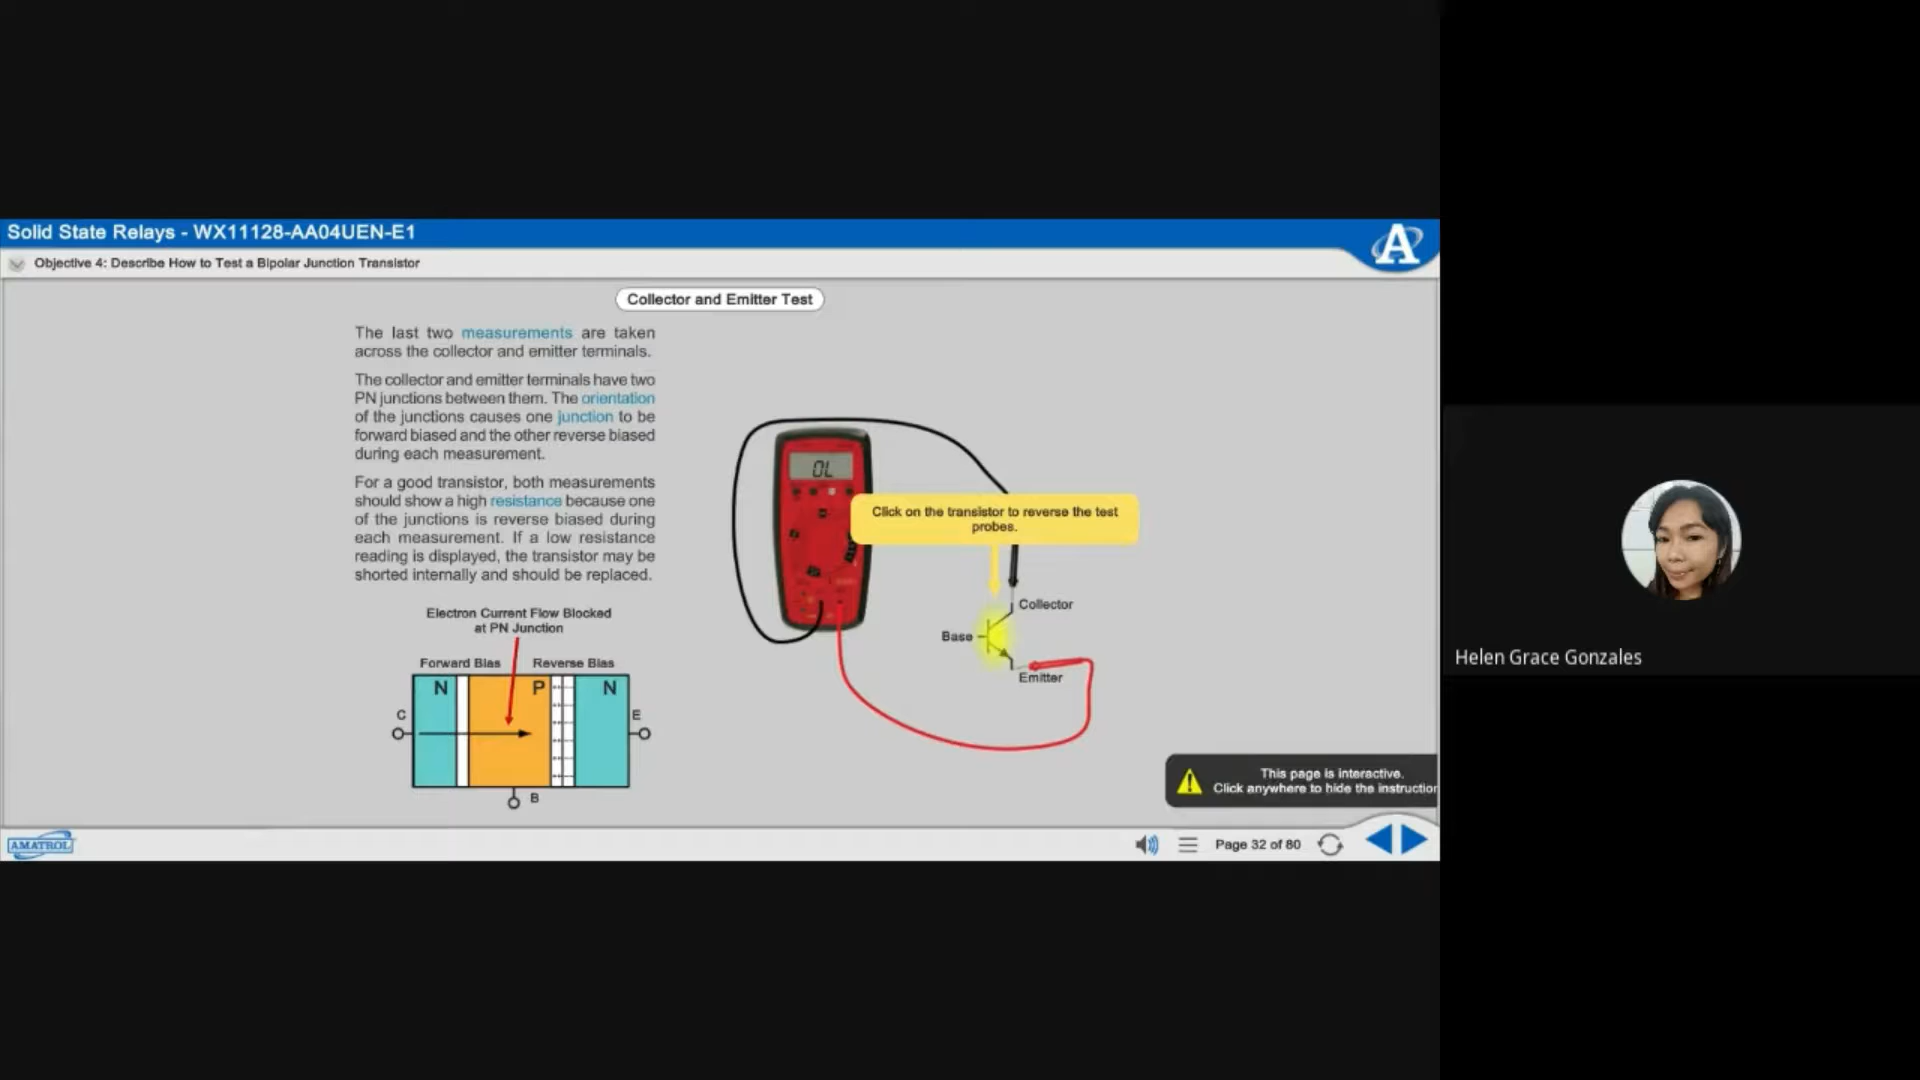 Solid State Relays - WX11128-AA04UEN-E1
Objective 4: Describe How to Test a Bipolar Junction Transistor
Collector and Emitter Test
The last two measurements are taken
across the collector and emitter terminals.
The collector and emitter terminals have two
PN junctions between them. The orientation
of the junctions causes one junction to be
forward biased and the other reverse biased
during each measurement.
For a good transistor, both measurements
should show a high resistance because one
of the junctions is reverse biased during
each measurement. If a low resistance
reading is displayed, the transistor may be
shorted internally and should be replaced.
Electron Current Flow Blocked
at PN Junction
Forward Bias Reverse Bias
N P N
C E
B
OL
Click on the transistor to reverse the test
probes.
Collector
Base
Emitter
This page is interactive.
Click anywhere to hide the instruction
AMATROL
Page 32 of 80
A
Helen Grace Gonzales